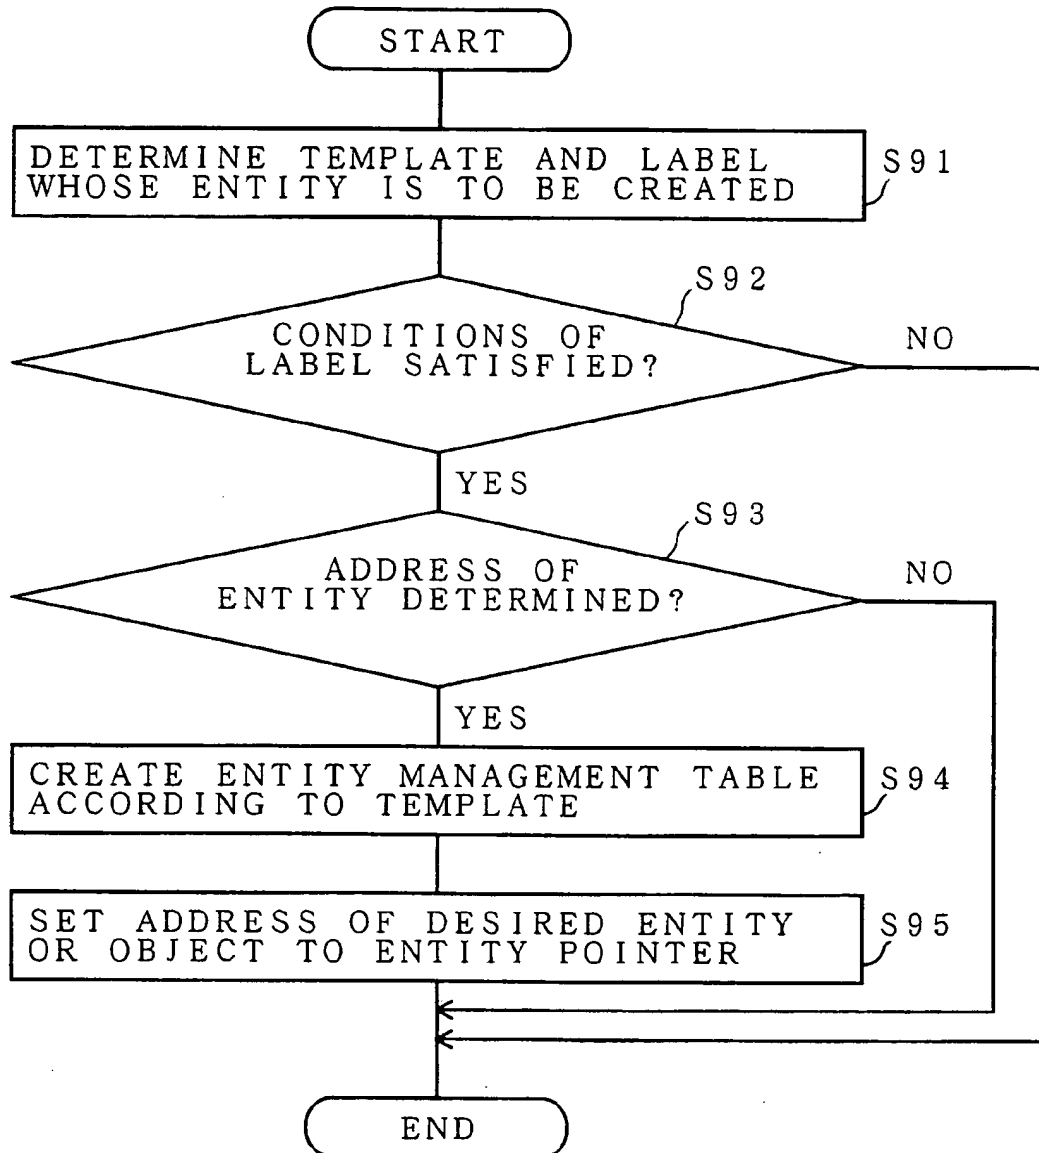 START
DETERMINE TEMPLATE AND LABEL
WHOSE ENTITY IS TO BE CREATED
S91
S92
CONDITIONS OF
LABEL SATISFIED?
NO
YES
S93
ADDRESS OF
ENTITY DETERMINED?
NO
YES
CREATE ENTITY MANAGEMENT TABLE
ACCORDING TO TEMPLATE
S94
SET ADDRESS OF DESIRED ENTITY
OR OBJECT TO ENTITY POINTER
S95
END